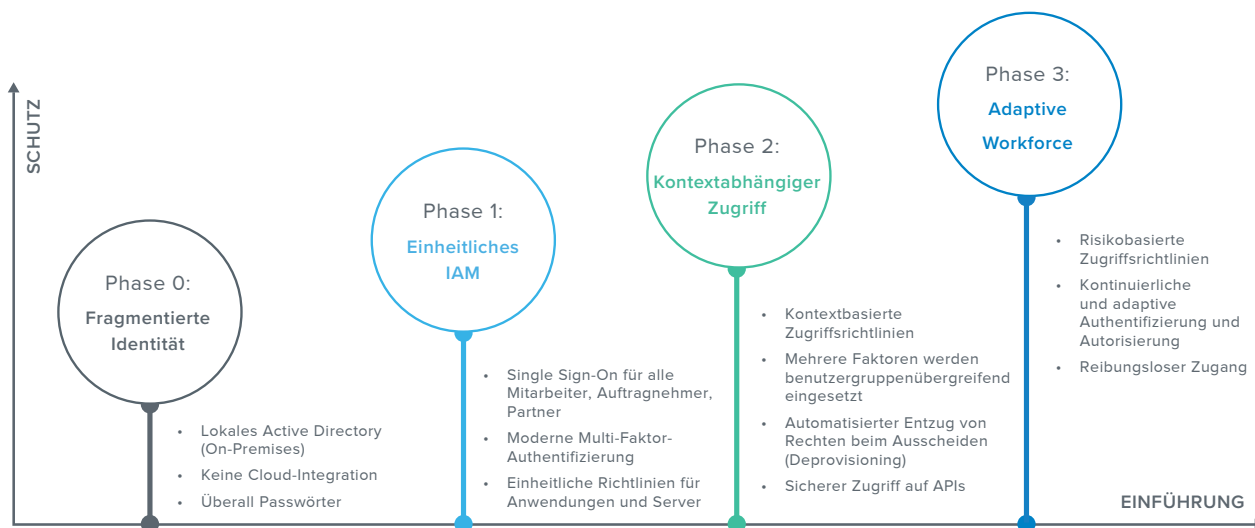 SCHUTZ
Phase 0:
Fragmentierte
Identität
• Lokales Active Directory
(On-Premises)
• Keine Cloud-Integration
• Überall Passwörter
Phase 1:
Einheitliches
IAM
• Single Sign-On für alle
Mitarbeiter, Auftragnehmer,
Partner
• Moderne Multi-Faktor-
Authentifizierung
• Einheitliche Richtlinien für
Anwendungen und Server
Phase 2:
Kontextabhängiger
Zugriff
• Kontextbasierte
Zugriffsrichtlinien
• Mehrere Faktoren werden
benutzergruppenübergreifend
eingesetzt
• Automatisierter Entzug von
Rechten beim Ausscheiden
(Deprovisioning)
• Sicherer Zugriff auf APIs
Phase 3:
Adaptive
Workforce
• Risikobasierte
Zugriffsrichtlinien
• Kontinuierliche
und adaptive
Authentifizierung und
Autorisierung
• Reibungsloser Zugang
EINFÜHRUNG